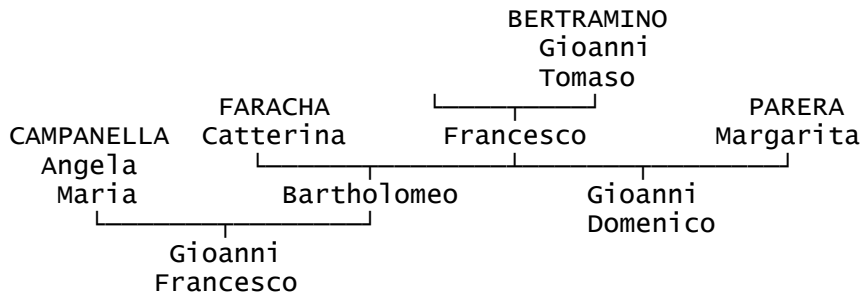 BERTRAMINO
Gioanni
Tomaso
FARACHA PARERA
CAMPANELLA Catterina Francesco Margarita
Angela
Maria Bartholomeo Gioanni
Domenico
Gioanni
Francesco